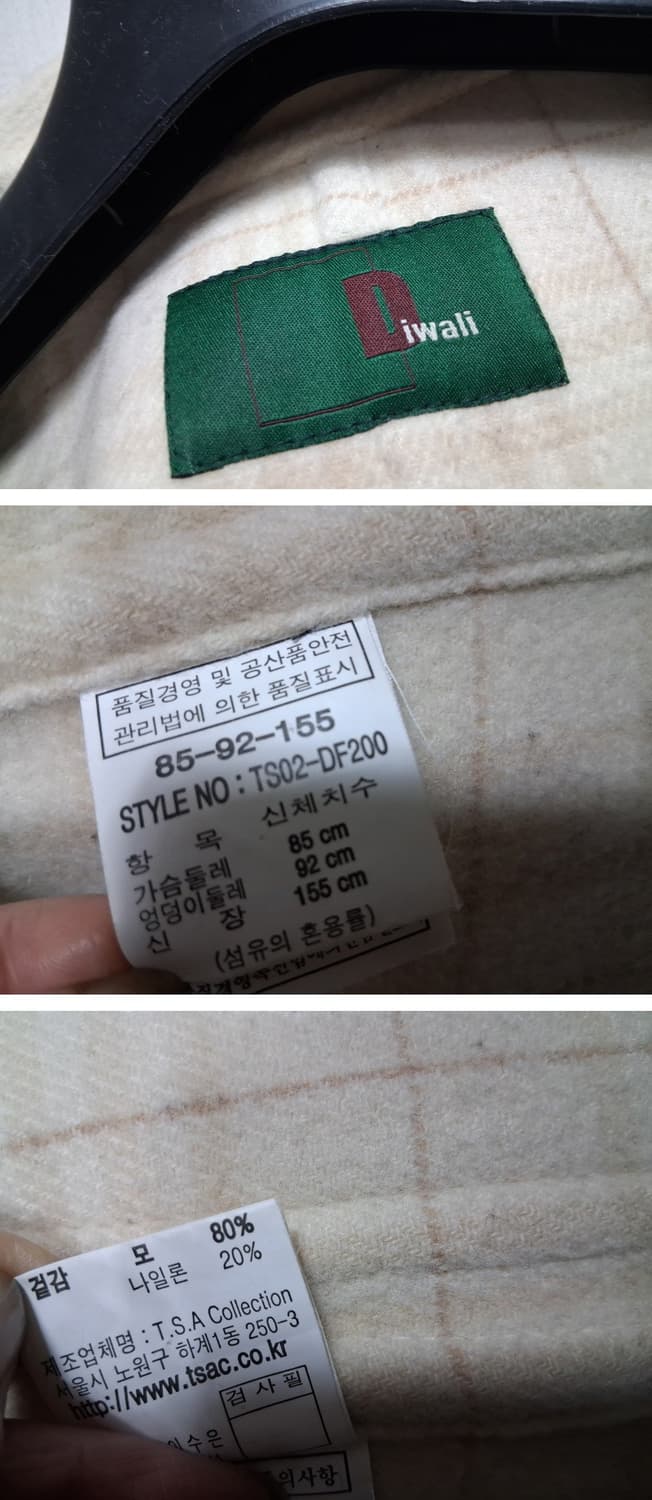 Diwali
품질경영 및 공산품안전
관리법에 의한 품질표시
85-92-155
STYLE NO : TS02-DF200
항 목 신체치수
가슴둘레 85 cm
엉덩이둘레 92 cm
신 장 155 cm
(섬유의 혼용률)
겉감 모 80%
나일론 20%
제조업체명 : T.S.A Collection
서울시 노원구 하계1동 250-3
http://www.tsac.co.kr
검 사 필